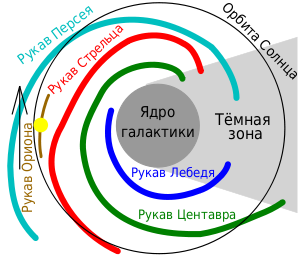 Рукав Персея
Орбита Солнца
Рукав Стрельца
Ядро
галактики
Тёмная
зона
Рукав Ориона
Рукав Лебедя
Рукав Центавра